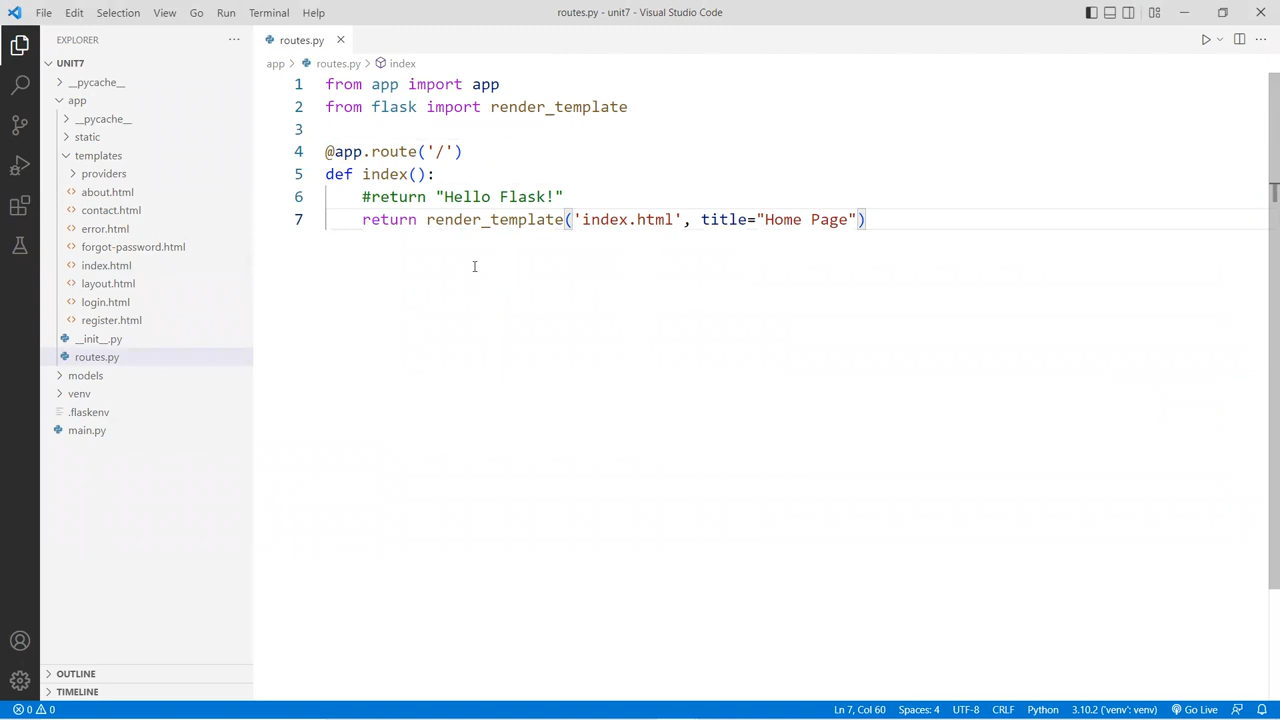 File Edit Selection View Go Run Terminal Help
routes.py - unit7 - Visual Studio Code
EXPLORER
UNIT7
__pycache__
app
__pycache__
static
templates
providers
about.html
contact.html
error.html
forgot-password.html
index.html
layout.html
login.html
register.html
__init__.py
routes.py
models
venv
.flaskenv
main.py
OUTLINE
TIMELINE
routes.py
app > routes.py > index
1 from app import app
2 from flask import render_template
3
4 @app.route('/')
5 def index():
6 #return "Hello Flask!"
7 return render_template('index.html', title="Home Page")
0 0
Ln 7, Col 60 Spaces: 4 UTF-8 CRLF Python 3.10.2 ('venv': venv) Go Live